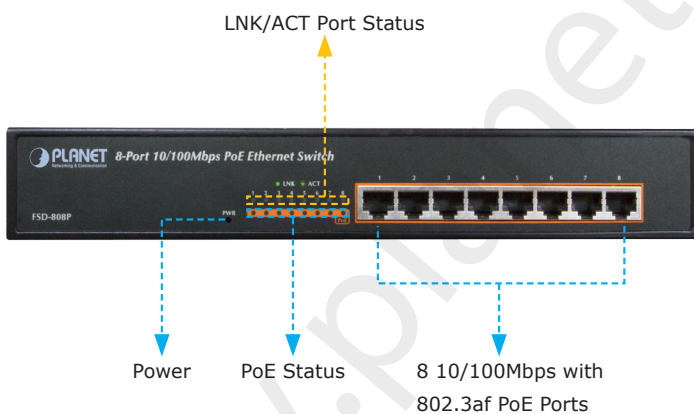 LNK/ACT Port Status
PLANET
Networking & Communication
8-Port 10/100Mbps PoE Ethernet Switch
LNK ACT
1 2 3 4 5 6 7 8
FSD-808P
PWR
PoE
1 2 3 4 5 6 7 8
Power
PoE Status
8 10/100Mbps with
802.3af PoE Ports